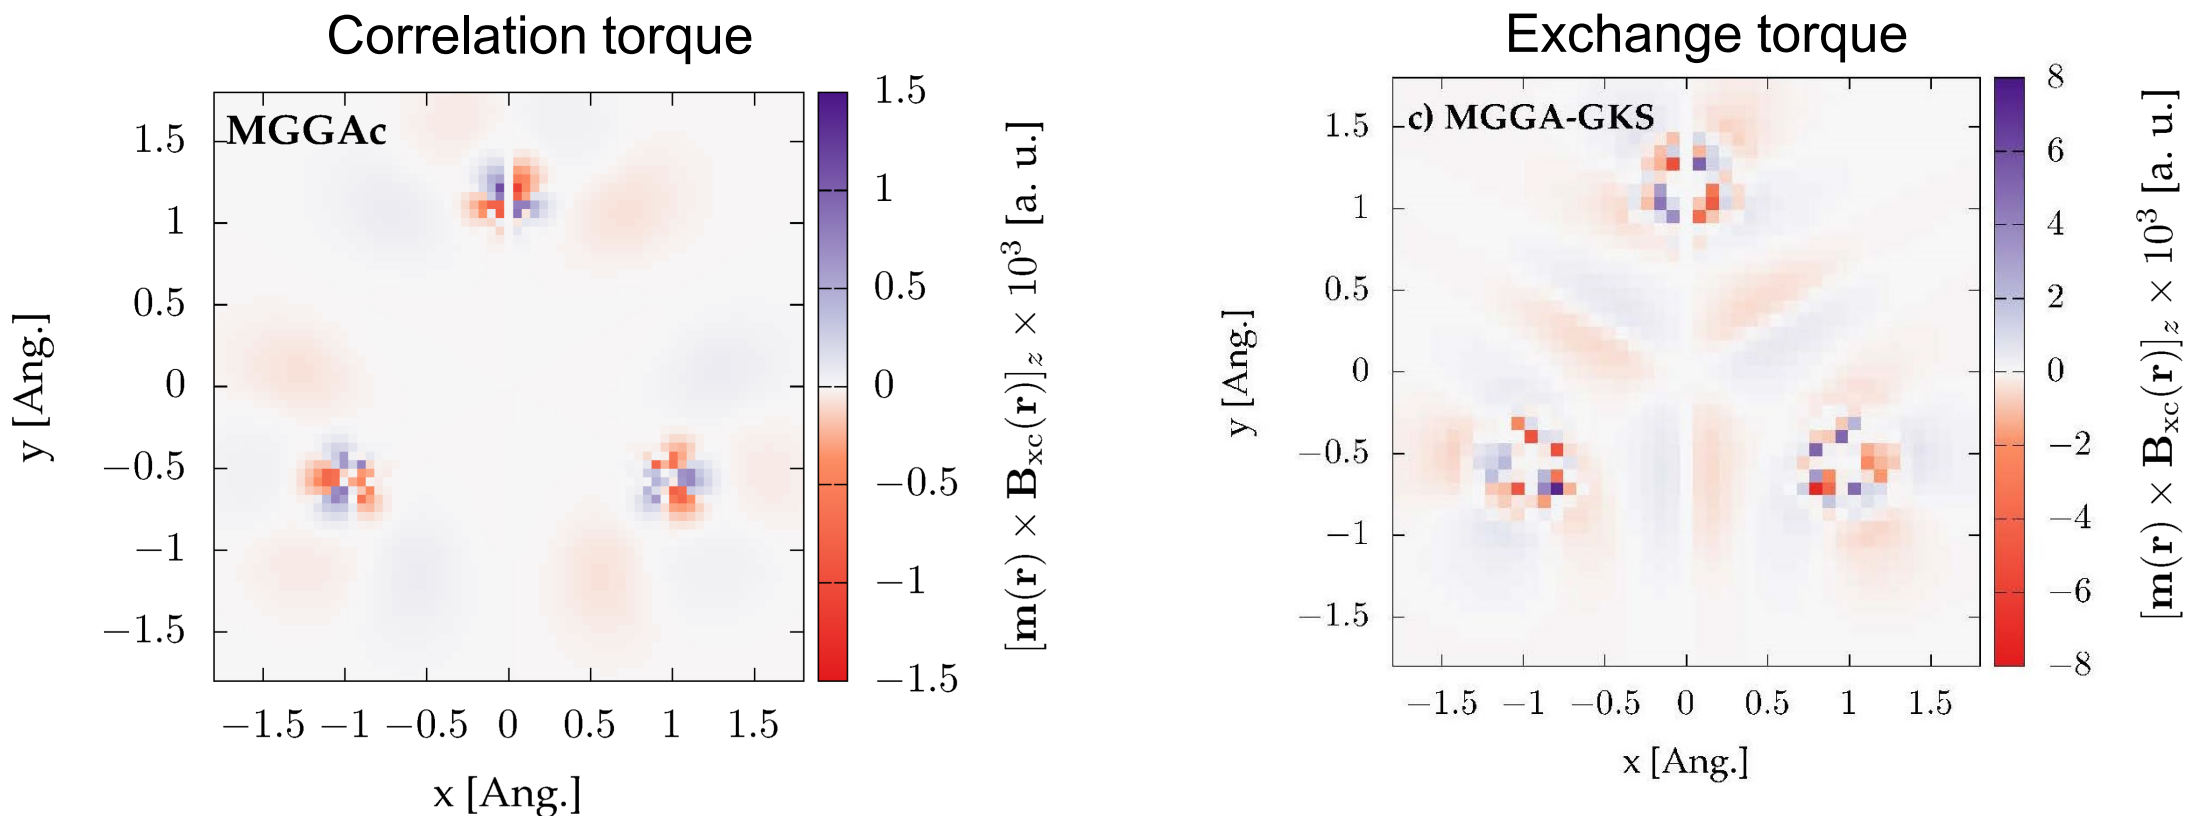 Correlation torque
MGGAc
1.5
1
0.5
0
−0.5
−1
−1.5
y [Ang.]
−1.5 −1 −0.5 0 0.5 1 1.5
x [Ang.]
1.5
1
0.5
0
−0.5
−1
−1.5
[m(r) × B_xc(r)]_z × 10³ [a. u.]
Exchange torque
c) MGGA-GKS
1.5
1
0.5
0
−0.5
−1
−1.5
y [Ang.]
−1.5 −1 −0.5 0 0.5 1 1.5
x [Ang.]
8
6
4
2
0
−2
−4
−6
−8
[m(r) × B_xc(r)]_z × 10³ [a. u.]